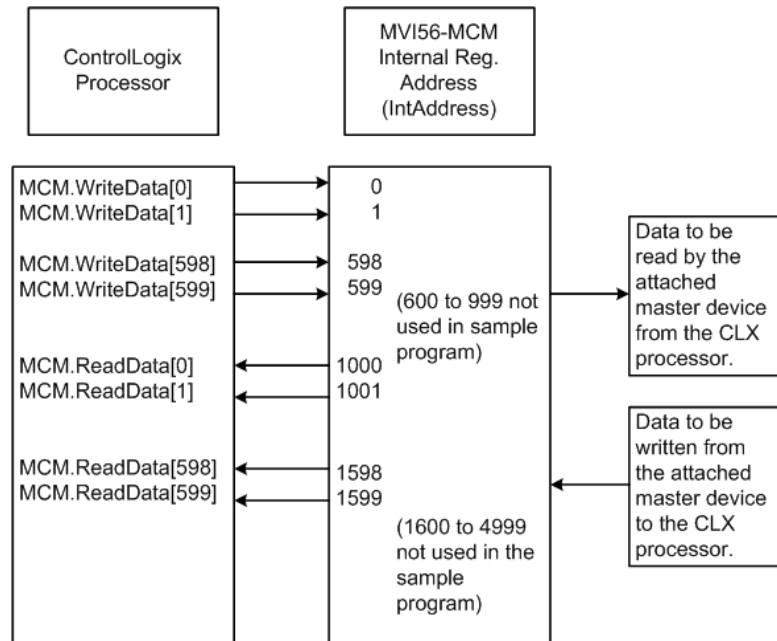 ControlLogix
Processor
MVI56-MCM
Internal Reg.
Address
(IntAddress)
MCM.WriteData[0]
MCM.WriteData[1]
MCM.WriteData[598]
MCM.WriteData[599]
MCM.ReadData[0]
MCM.ReadData[1]
MCM.ReadData[598]
MCM.ReadData[599]
0
1
598
599
(600 to 999 not
used in sample
program)
1000
1001
1598
1599
(1600 to 4999
not used in the
sample
program)
Data to be
read by the
attached
master device
from the CLX
processor.
Data to be
written from
the attached
master device
to the CLX
processor.